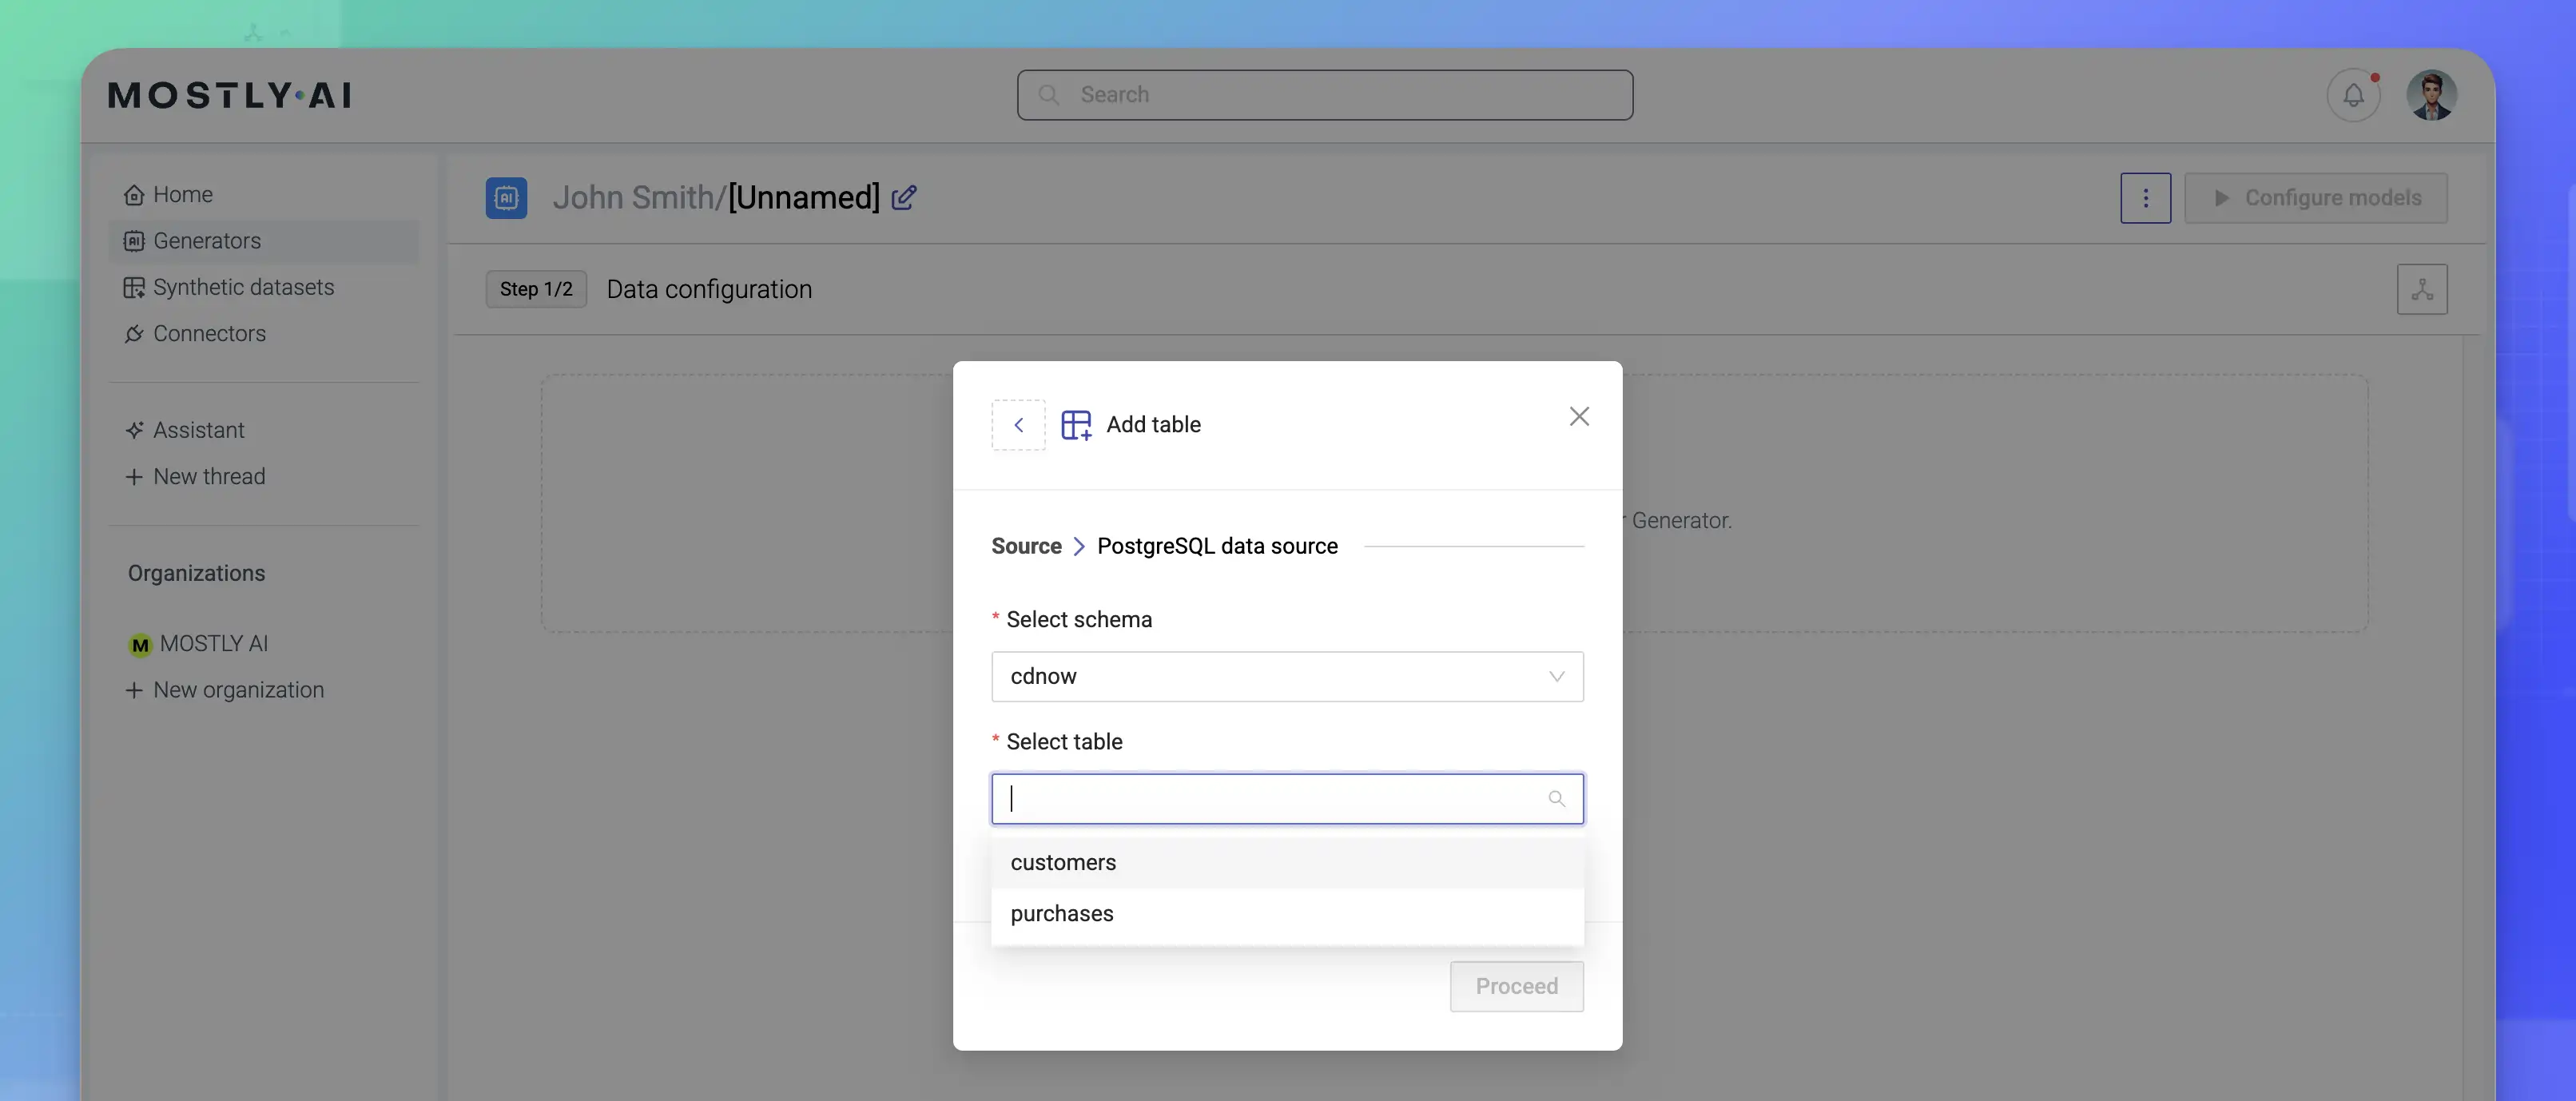 MOSTLY·AI
Search
Home
Generators
Synthetic datasets
Connectors
Assistant
New thread
Organizations
M MOSTLY AI
New organization
John Smith/[Unnamed]
Configure models
Step 1/2 Data configuration
Generator.
Add table
Source > PostgreSQL data source
* Select schema
cdnow
* Select table
customers
purchases
Proceed